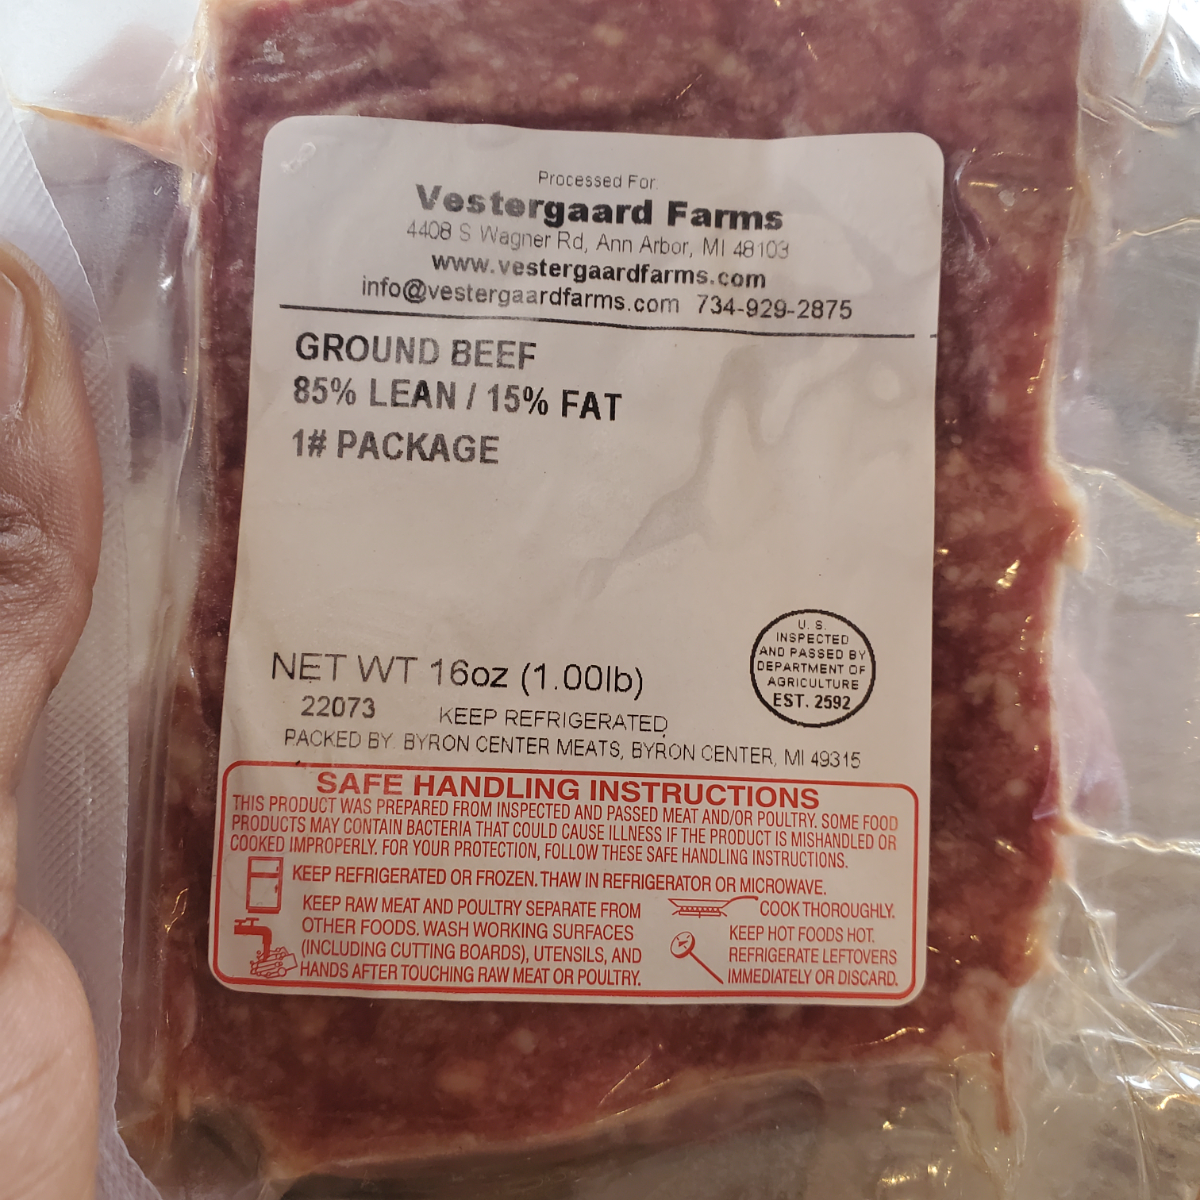 Processed For
Vestergaard Farms
4408 S Wagner Rd, Ann Arbor, MI 48103
www.vestergaardfarms.com
info@vestergaardfarms.com 734-929-2875
GROUND BEEF
85% LEAN / 15% FAT
1# PACKAGE
U. S.
INSPECTED
AND PASSED BY
DEPARTMENT OF
AGRICULTURE
EST. 2592
NET WT 16oz (1.00lb)
22073 KEEP REFRIGERATED
PACKED BY: BYRON CENTER MEATS, BYRON CENTER, MI 49315
SAFE HANDLING INSTRUCTIONS
THIS PRODUCT WAS PREPARED FROM INSPECTED AND PASSED MEAT AND/OR POULTRY. SOME FOOD
PRODUCTS MAY CONTAIN BACTERIA THAT COULD CAUSE ILLNESS IF THE PRODUCT IS MISHANDLED OR
COOKED IMPROPERLY. FOR YOUR PROTECTION, FOLLOW THESE SAFE HANDLING INSTRUCTIONS.
KEEP REFRIGERATED OR FROZEN. THAW IN REFRIGERATOR OR MICROWAVE.
KEEP RAW MEAT AND POULTRY SEPARATE FROM
OTHER FOODS. WASH WORKING SURFACES
(INCLUDING CUTTING BOARDS), UTENSILS, AND
HANDS AFTER TOUCHING RAW MEAT OR POULTRY.
COOK THOROUGHLY.
KEEP HOT FOODS HOT.
REFRIGERATE LEFTOVERS
IMMEDIATELY OR DISCARD.